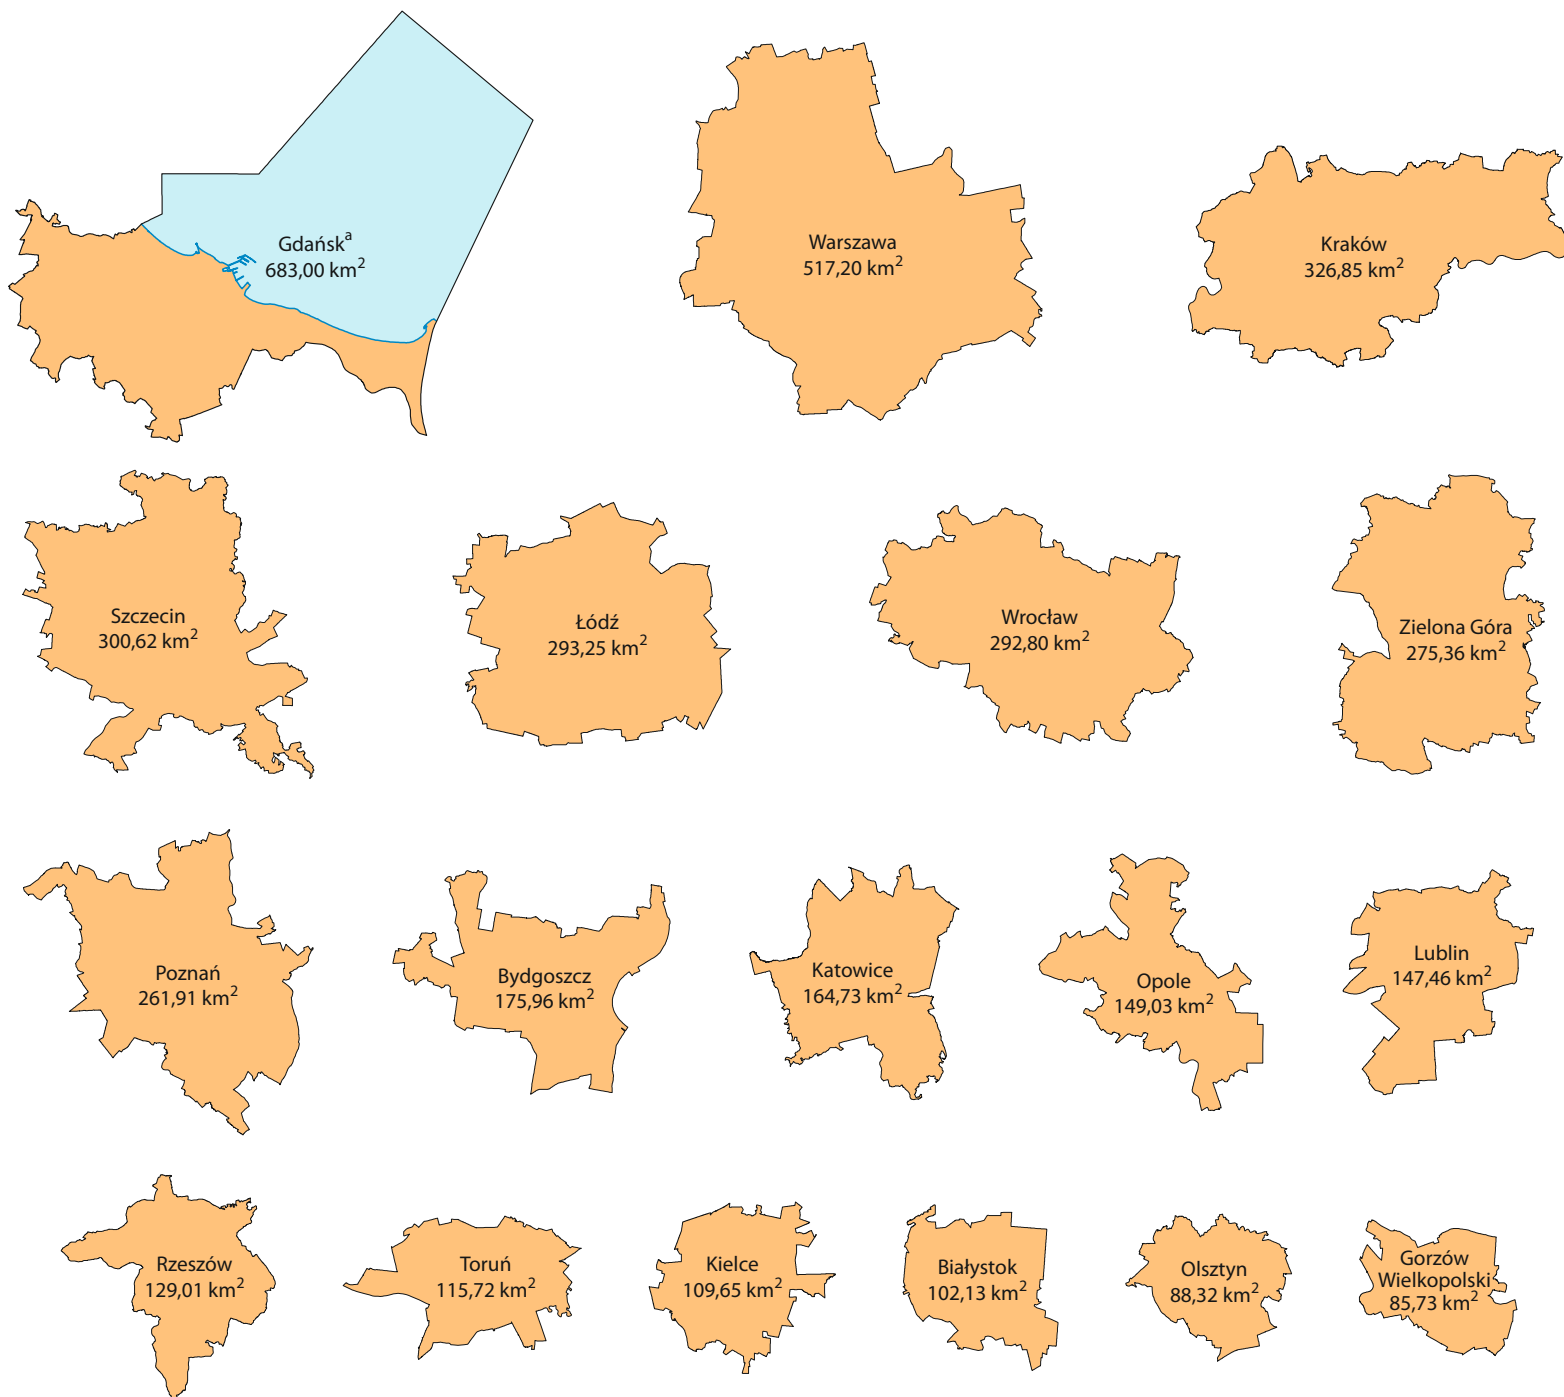 Gdańskᵃ
683,00 km²
Warszawa
517,20 km²
Kraków
326,85 km²
Szczecin
300,62 km²
Łódź
293,25 km²
Wrocław
292,80 km²
Zielona Góra
275,36 km²
Poznań
261,91 km²
Bydgoszcz
175,96 km²
Katowice
164,73 km²
Opole
149,03 km²
Lublin
147,46 km²
Rzeszów
129,01 km²
Toruń
115,72 km²
Kielce
109,65 km²
Białystok
102,13 km²
Olsztyn
88,32 km²
Gorzów
Wielkopolski
85,73 km²